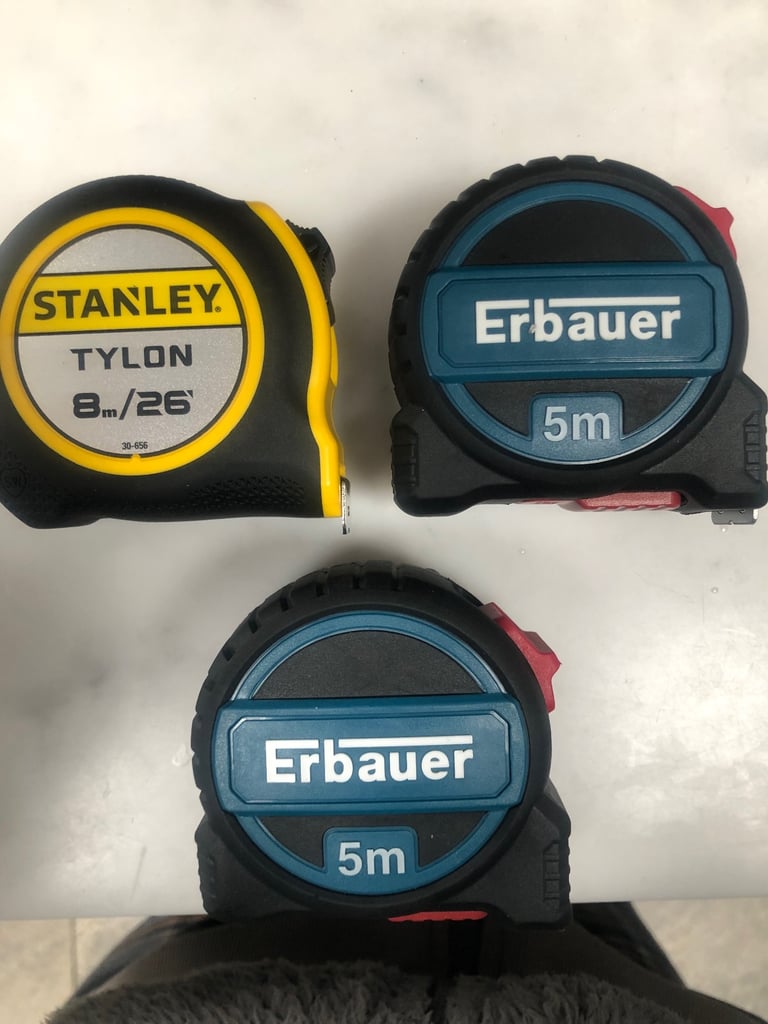 STANLEY®
TYLON
8m/26'
30-656
Erbauer
5m
Erbauer
5m